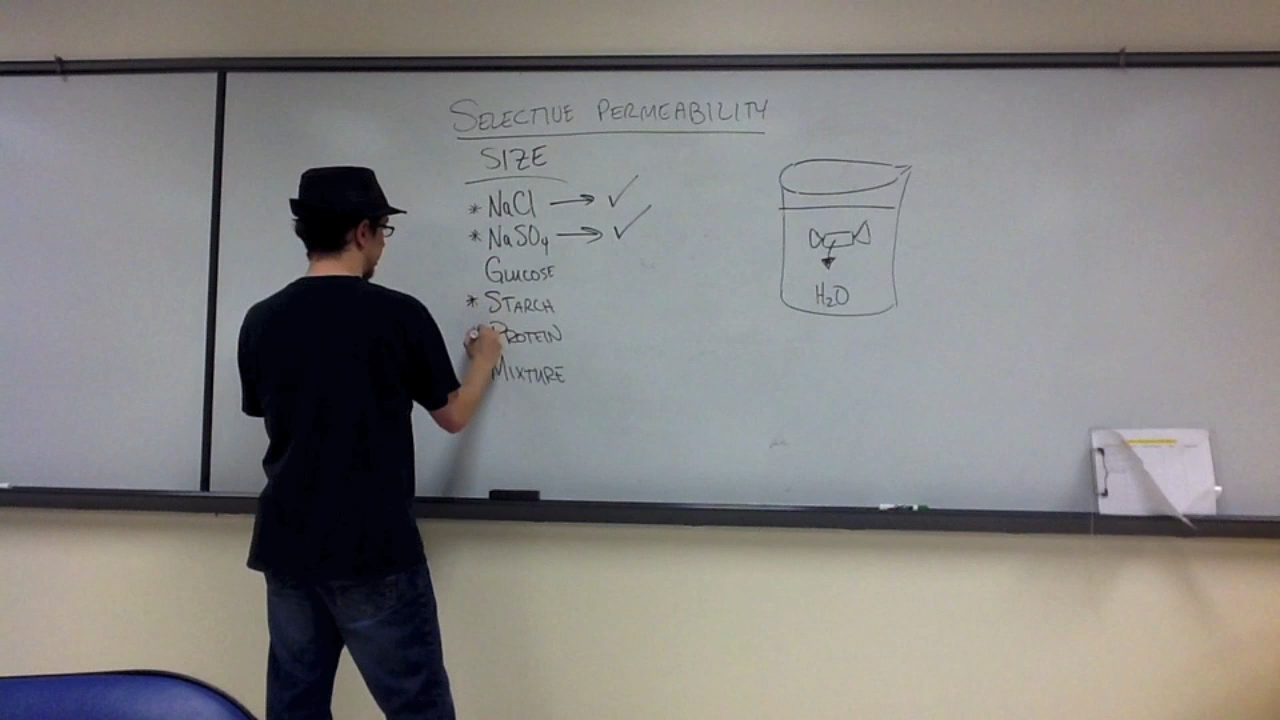 SELECTIVE PERMEABILITY
SIZE
* NaCl → ✓
* NaSO4 → ✓
GLUCOSE
* STARCH
PROTEIN
MIXTURE
H2O